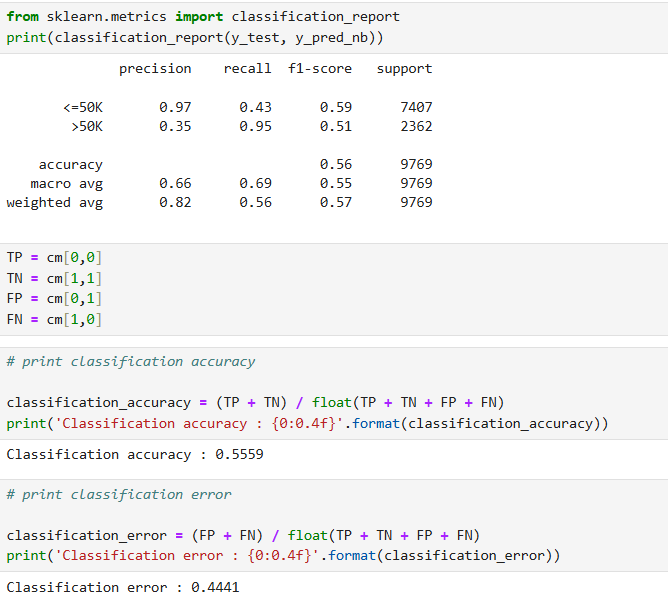 from sklearn.metrics import classification_report
print(classification_report(y_test, y_pred_nb))
precision recall f1-score support
<=50K 0.97 0.43 0.59 7407
>50K 0.35 0.95 0.51 2362
accuracy 0.56 9769
macro avg 0.66 0.69 0.55 9769
weighted avg 0.82 0.56 0.57 9769
TP = cm[0,0]
TN = cm[1,1]
FP = cm[0,1]
FN = cm[1,0]
# print classification accuracy
classification_accuracy = (TP + TN) / float(TP + TN + FP + FN)
print('Classification accuracy : {0:0.4f}'.format(classification_accuracy))
Classification accuracy : 0.5559
# print classification error
classification_error = (FP + FN) / float(TP + TN + FP + FN)
print('Classification error : {0:0.4f}'.format(classification_error))
Classification error : 0.4441